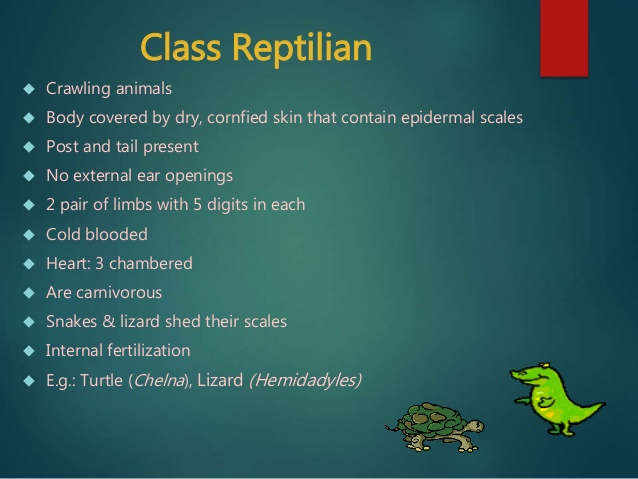 Class Reptilian
Crawling animals
Body covered by dry, cornfied skin that contain epidermal scales
Post and tail present
No external ear openings
2 pair of limbs with 5 digits in each
Cold blooded
Heart: 3 chambered
Are carnivorous
Snakes & lizard shed their scales
Internal fertilization
E.g.: Turtle (Chelna), Lizard (Hemidadyles)